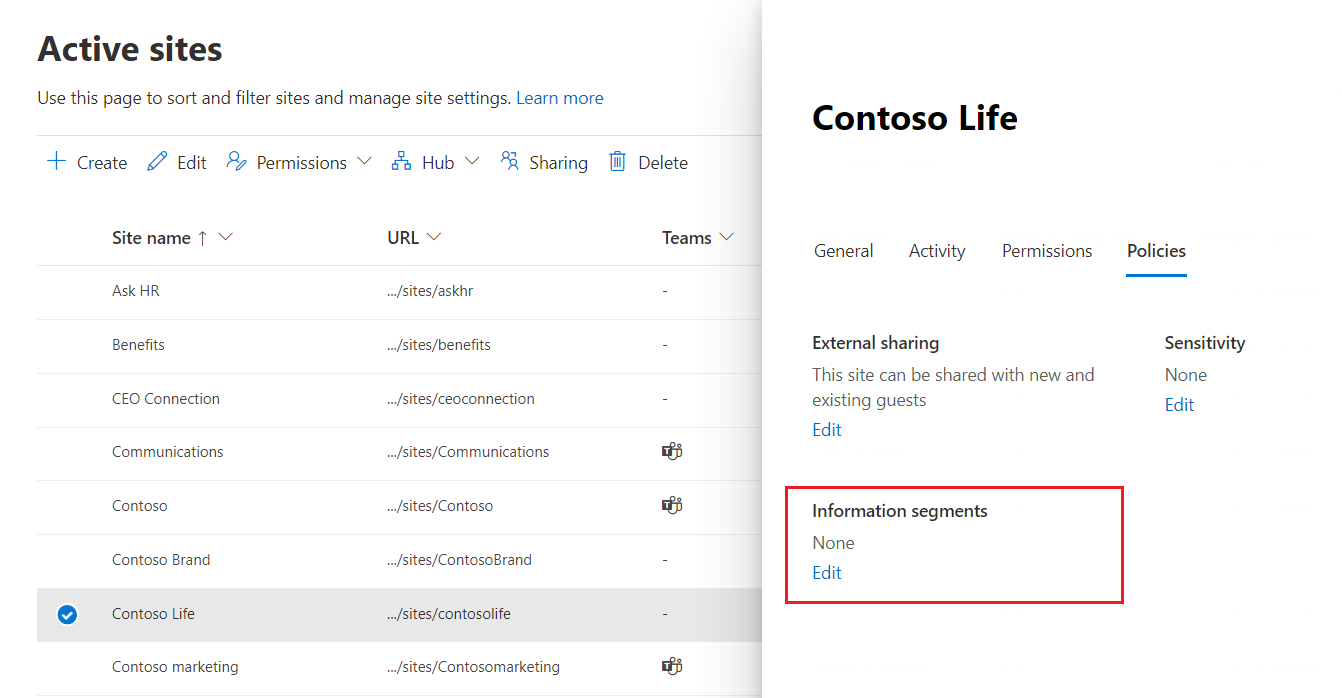 Active sites
Use this page to sort and filter sites and manage site settings. Learn more
Create Edit Permissions Hub Sharing Delete
Site name ↑ URL Teams
Ask HR .../sites/askhr -
Benefits .../sites/benefits -
CEO Connection .../sites/ceoconnection -
Communications .../sites/Communications
Contoso .../sites/Contoso
Contoso Brand .../sites/ContosoBrand -
Contoso Life .../sites/contosolife -
Contoso marketing .../sites/Contosomarketing
Contoso Life
General Activity Permissions Policies
External sharing
This site can be shared with new and
existing guests
Edit
Sensitivity
None
Edit
Information segments
None
Edit